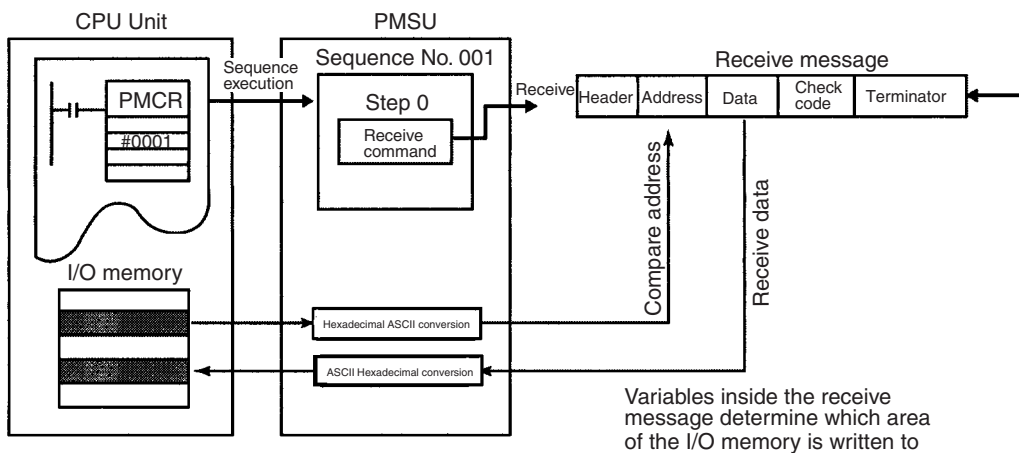 CPU Unit
PMSU
Sequence No. 001
Receive message
Sequence
execution
PMCR
#0001
Step 0
Receive
command
Receive
Header
Address
Data
Check
code
Terminator
Compare address
Receive data
I/O memory
Hexadecimal ASCII conversion
ASCII Hexadecimal conversion
Variables inside the receive
message determine which area
of the I/O memory is written to